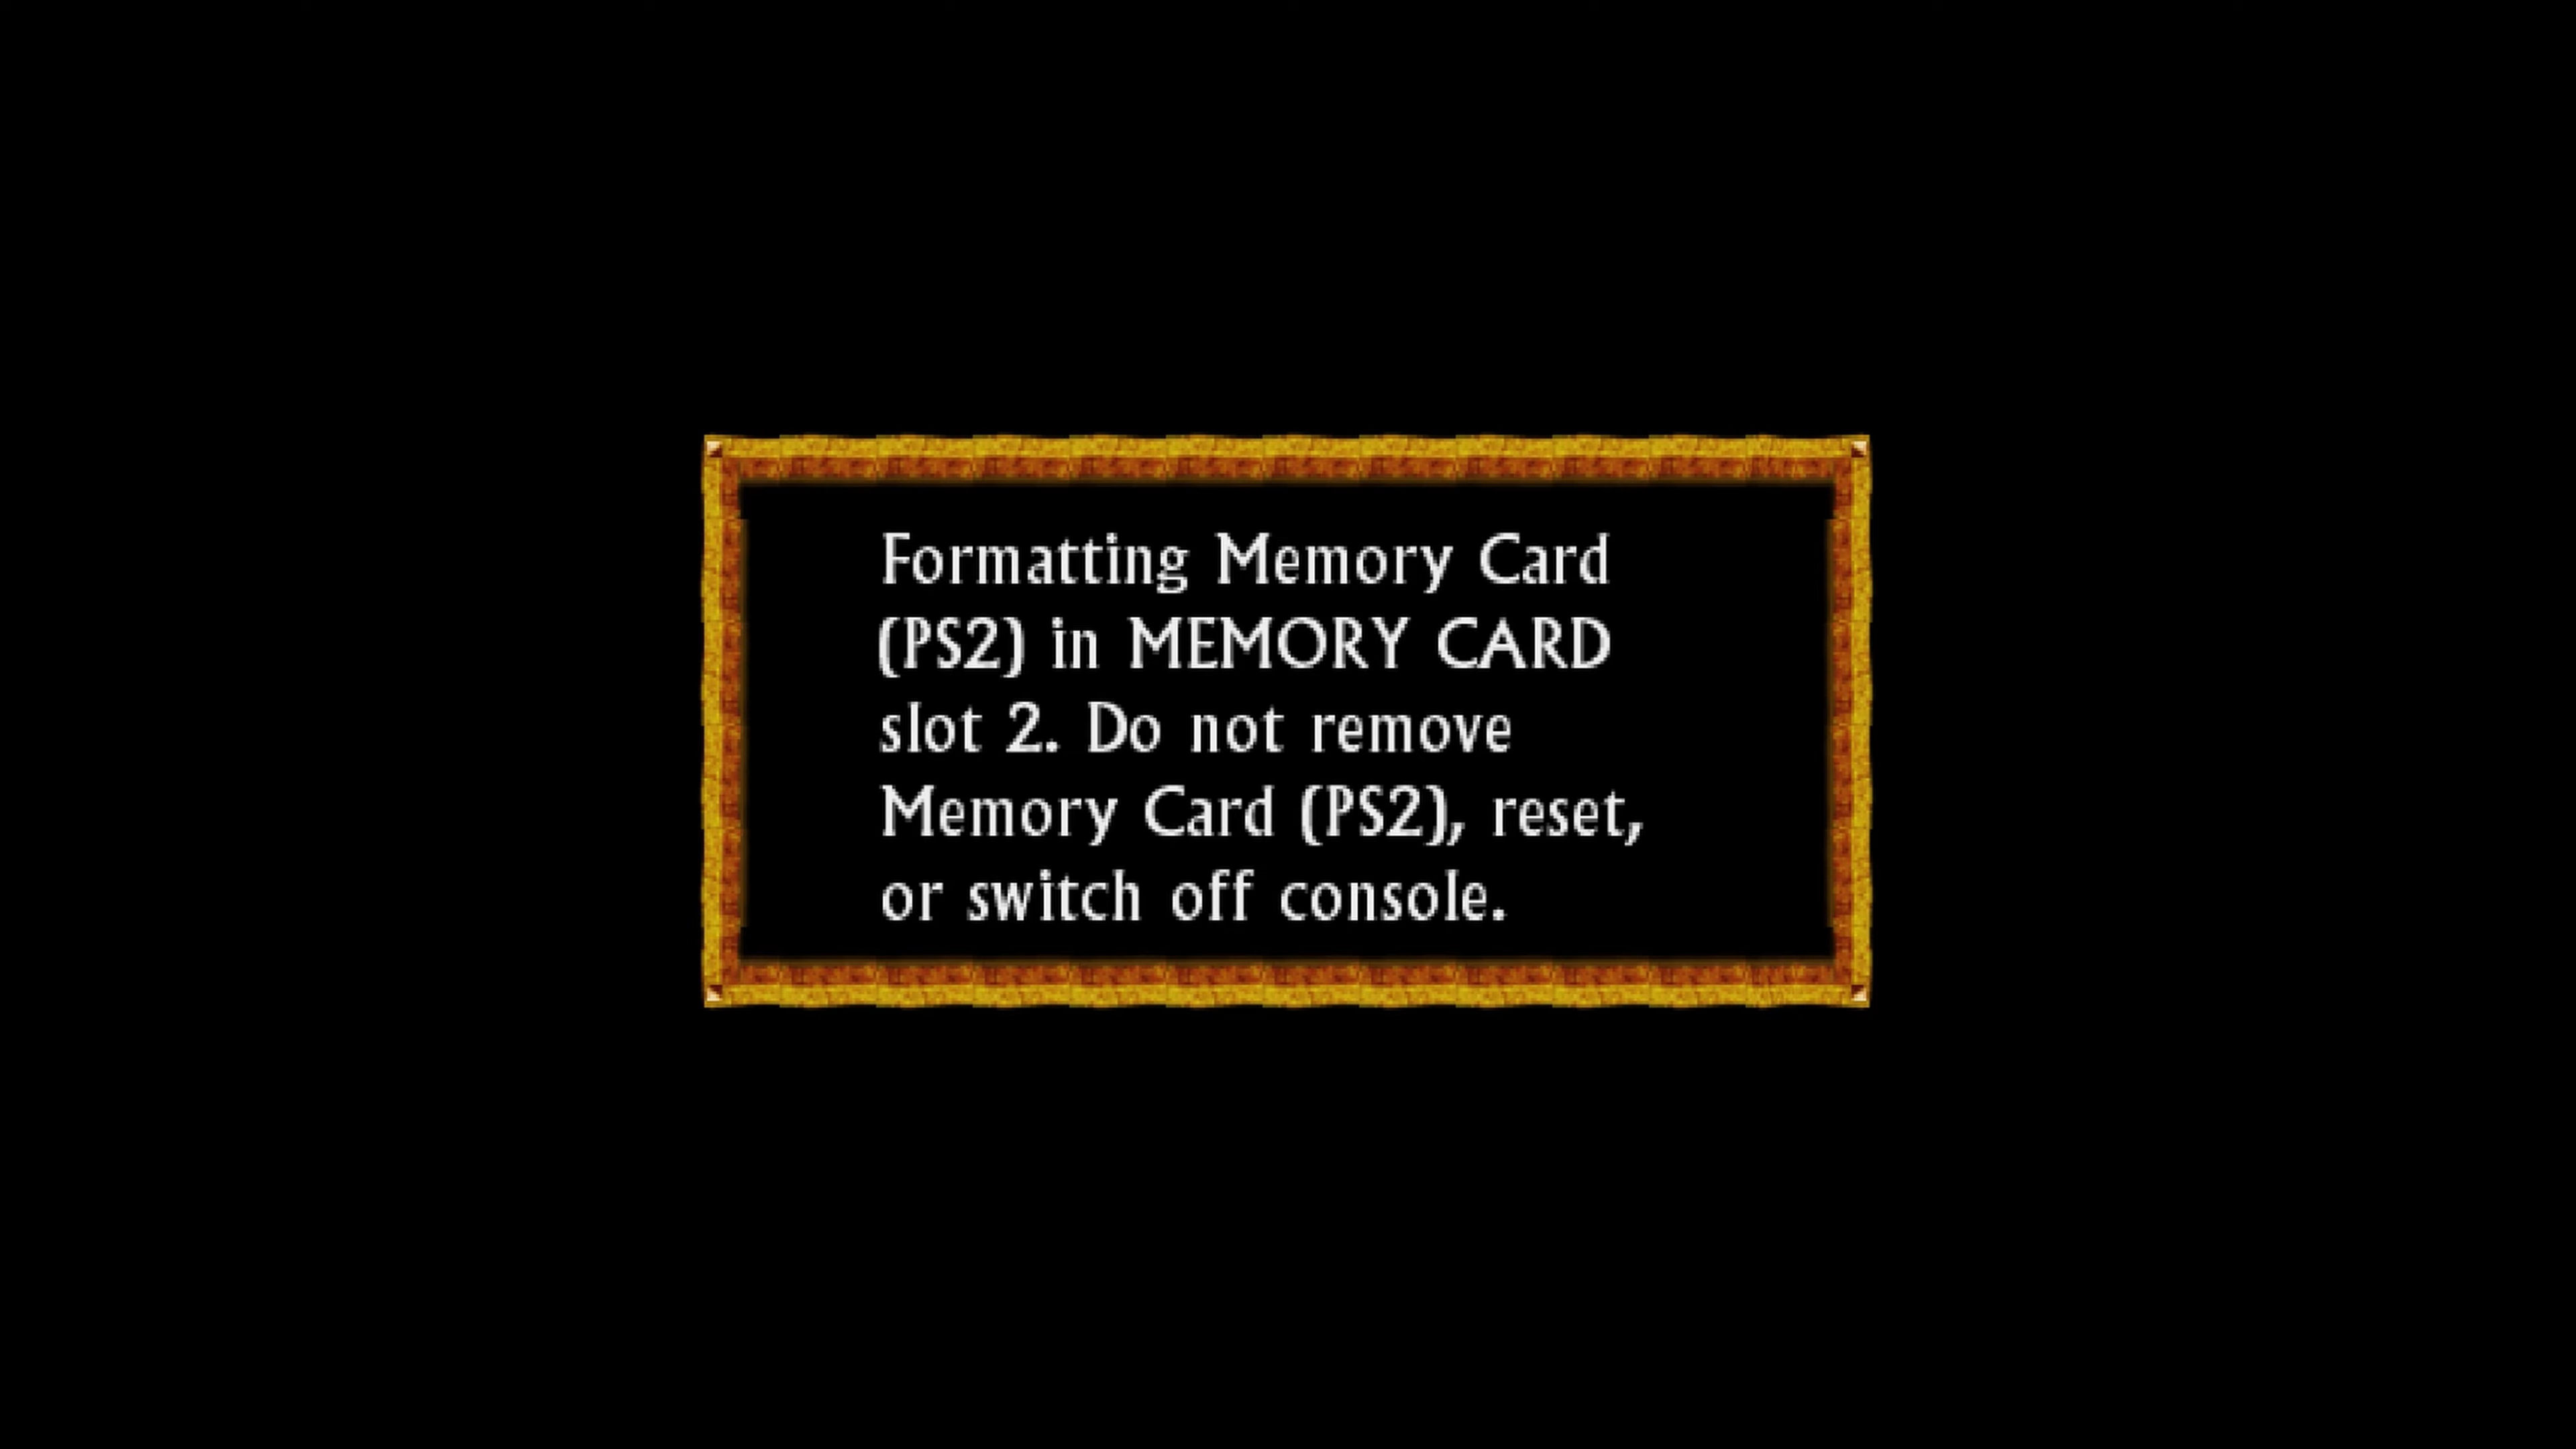 Formatting Memory Card
(PS2) in MEMORY CARD
slot 2. Do not remove
Memory Card (PS2), reset,
or switch off console.